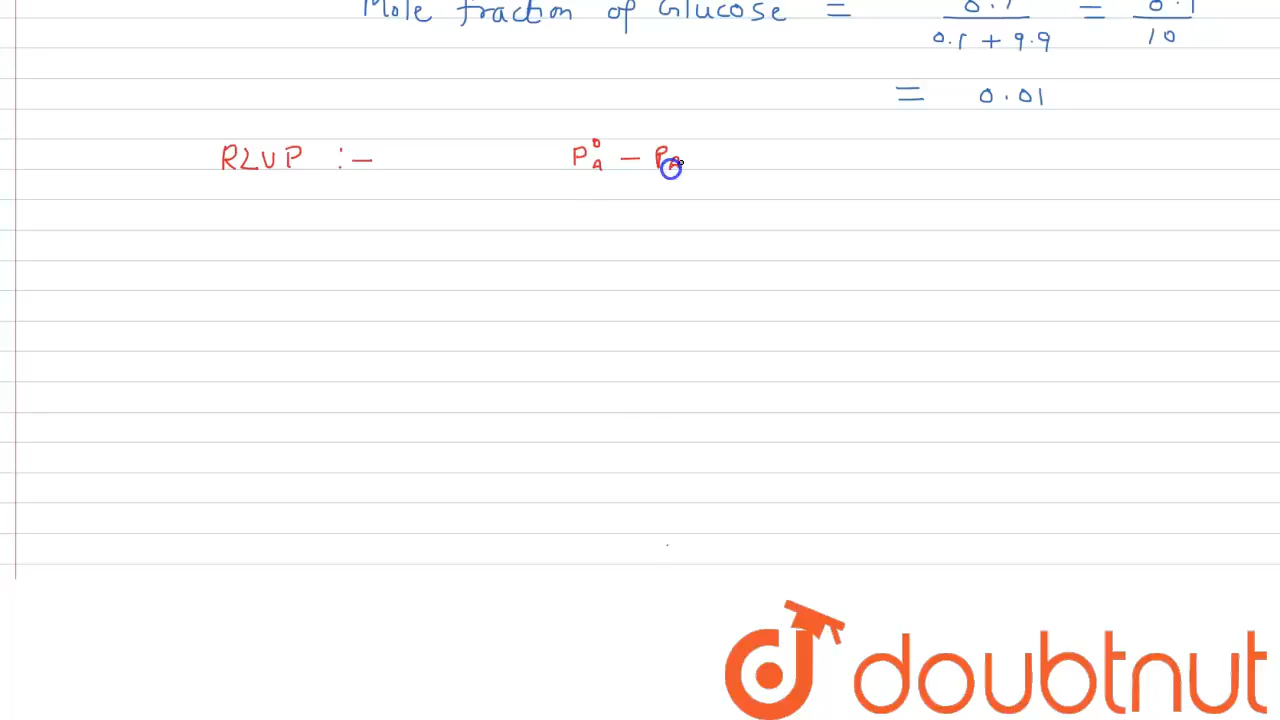 Mole fraction of Glucose = 0.1 / 0.1 + 9.9 = 0.1 / 10
= 0.01
RLVP :- P°A - PA
doubtnut